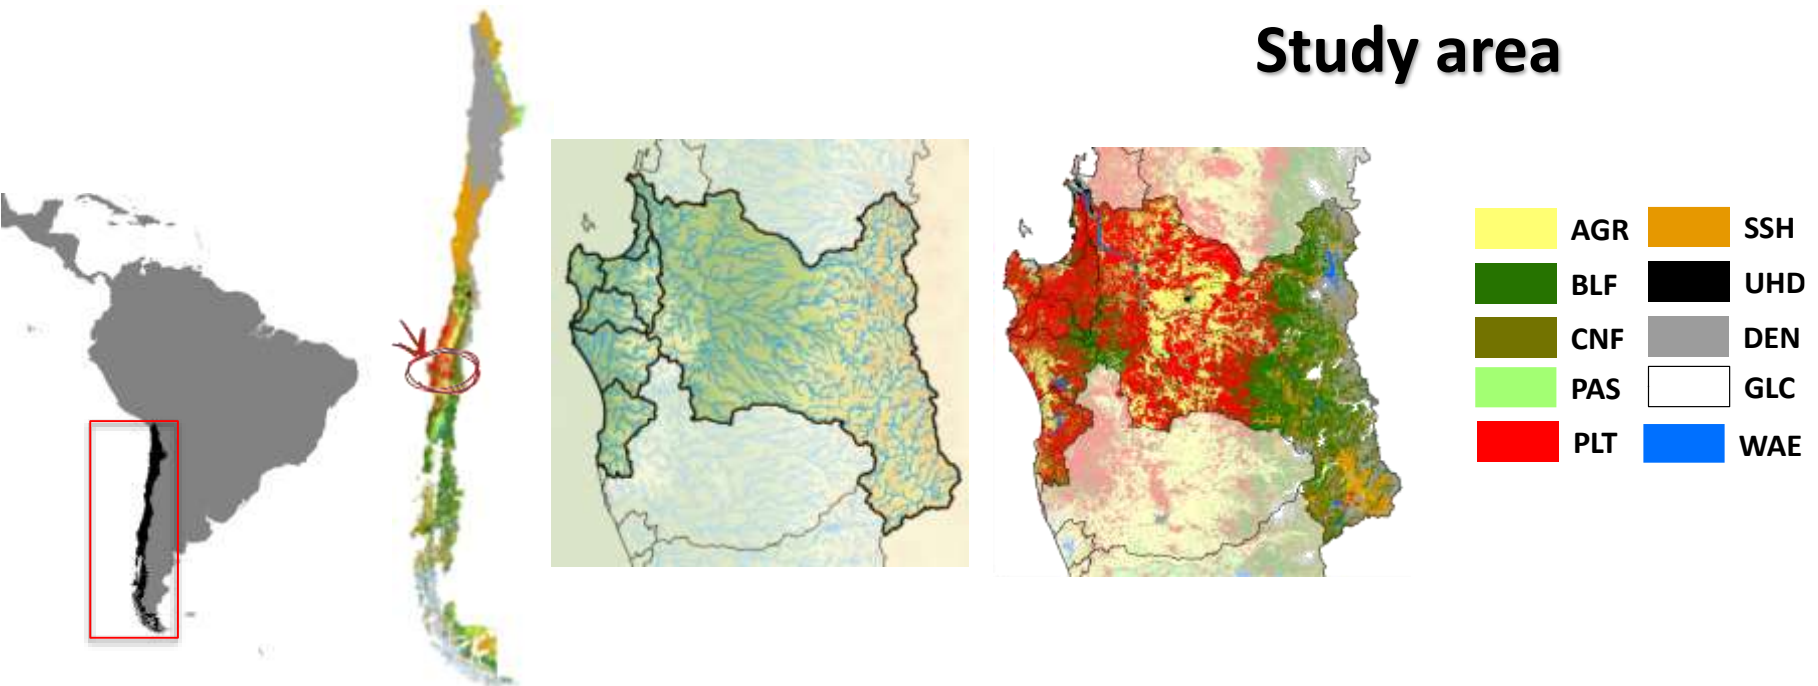 Study area
AGR
SSH
BLF
UHD
CNF
DEN
PAS
GLC
PLT
WAE